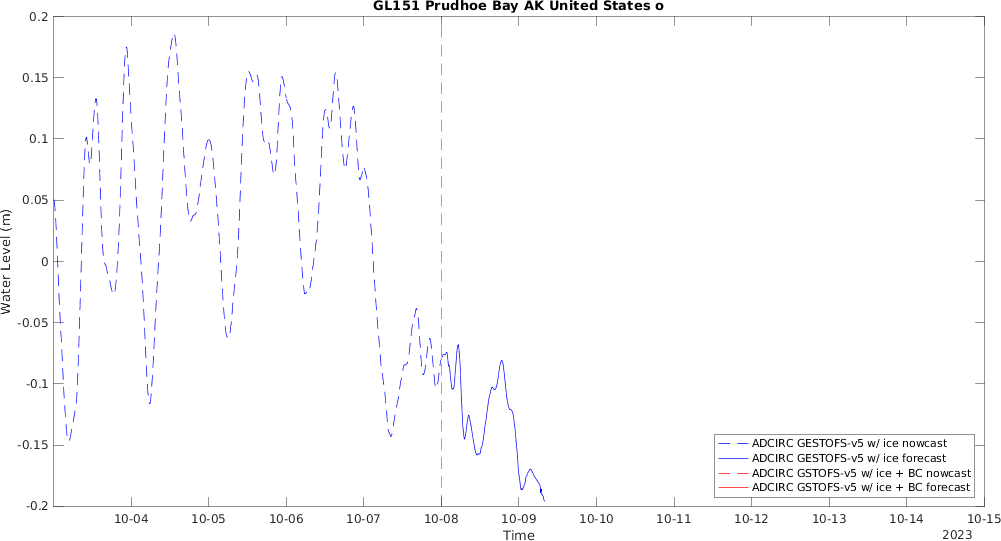 GL151 Prudhoe Bay AK United States o
Water Level (m)
0.2
0.15
0.1
0.05
0
-0.05
-0.1
-0.15
-0.2
ADCIRC GESTOFS-v5 w/ ice nowcast
ADCIRC GESTOFS-v5 w/ ice forecast
ADCIRC GSTOFS-v5 w/ ice + BC nowcast
ADCIRC GSTOFS-v5 w/ ice + BC forecast
10-04 10-05 10-06 10-07 10-08 10-09 10-10 10-11 10-12 10-13 10-14 10-15
Time
2023